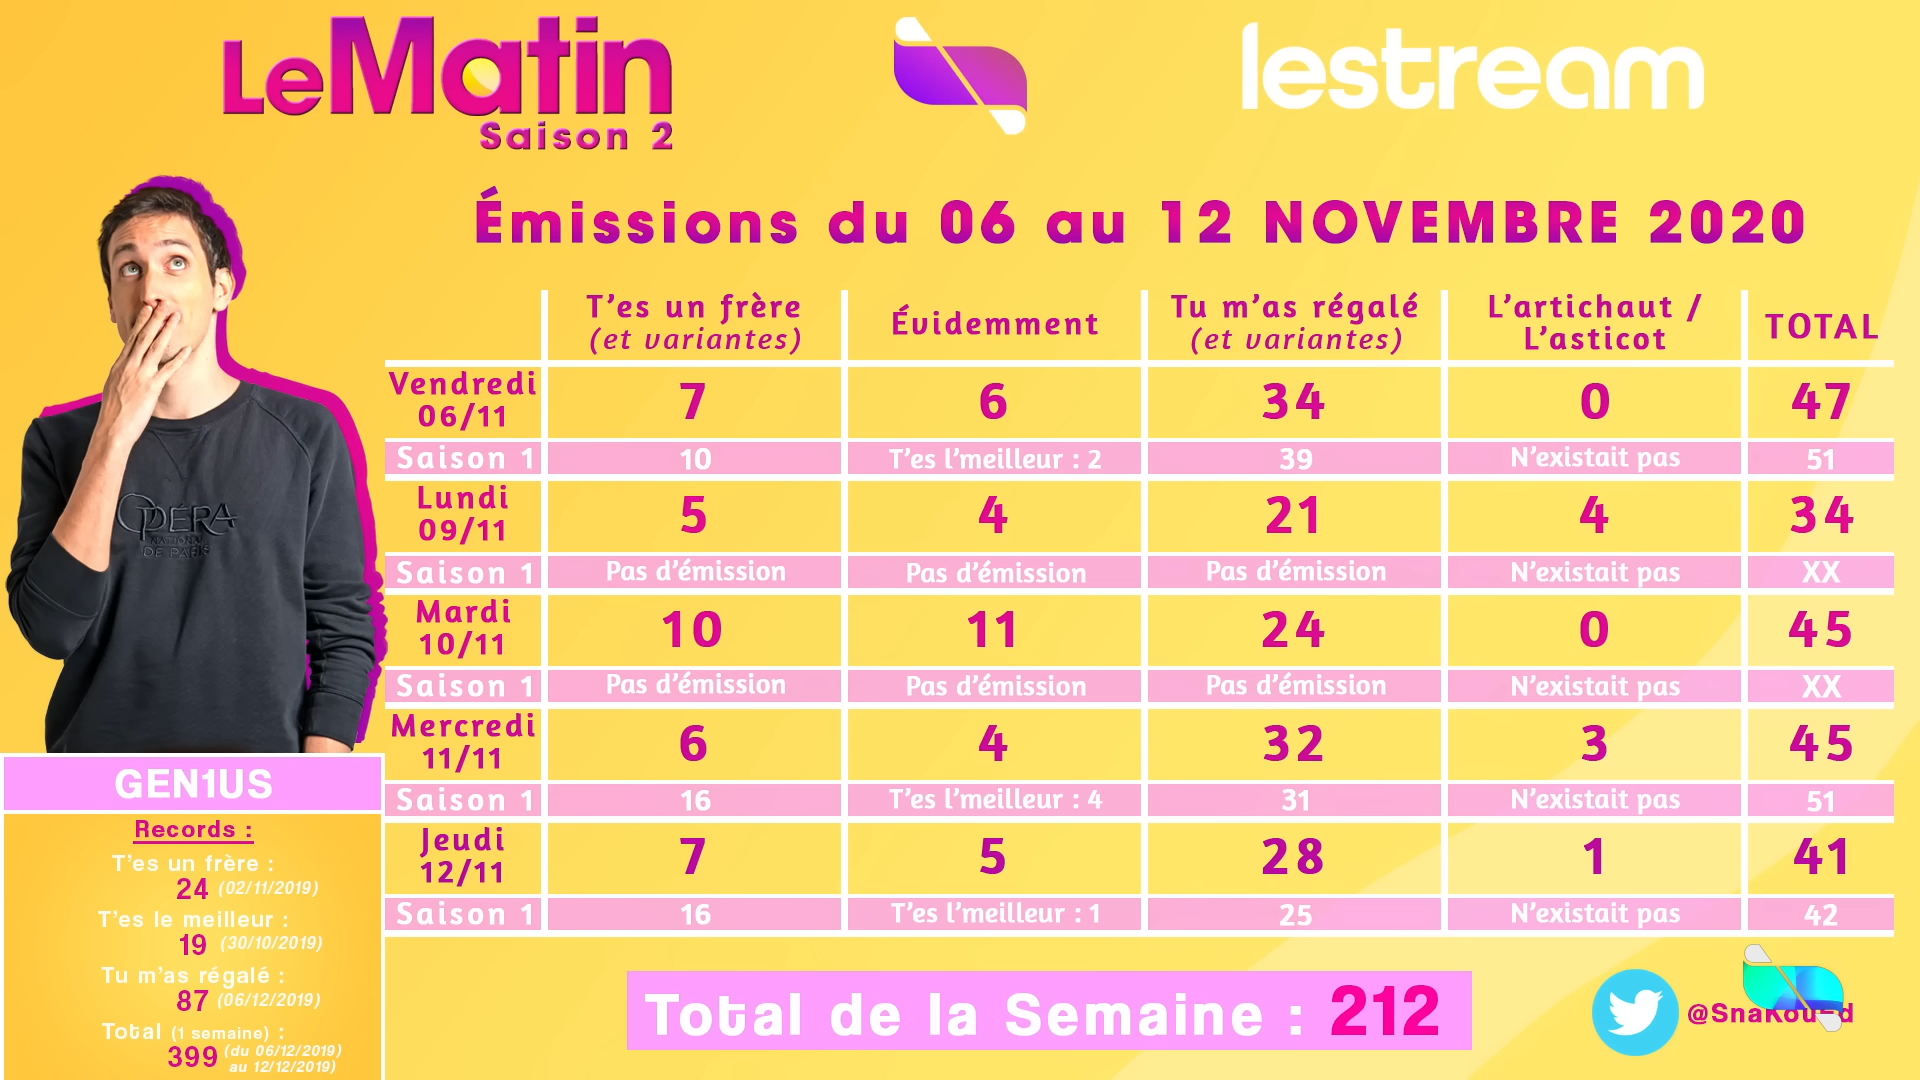 LeMatin
Saison 2
lestream
Émissions du 06 au 12 NOVEMBRE 2020
T'es un frère
(et variantes)
Évidemment
Tu m'as régalé
(et variantes)
L'artichaut /
L'asticot
TOTAL
Vendredi
06/11
7 6 34 0 47
Saison 1 10 T'es l'meilleur : 2 39 N'existait pas 51
Lundi
09/11
5 4 21 4 34
Saison 1 Pas d'émission Pas d'émission Pas d'émission N'existait pas XX
Mardi
10/11
10 11 24 0 45
Saison 1 Pas d'émission Pas d'émission Pas d'émission N'existait pas XX
Mercredi
11/11
6 4 32 3 45
Saison 1 16 T'es l'meilleur : 4 31 N'existait pas 51
Jeudi
12/11
7 5 28 1 41
Saison 1 16 T'es l'meilleur : 1 25 N'existait pas 42
OPÉRA
NATIONAL
DE PARIS
GEN1US
Records :
T'es un frère :
24 (02/11/2019)
T'es le meilleur :
19 (30/10/2019)
Tu m'as régalé :
87 (06/12/2019)
Total (1 semaine) :
399 (du 06/12/2019)
au 12/12/2019)
Total de la Semaine : 212